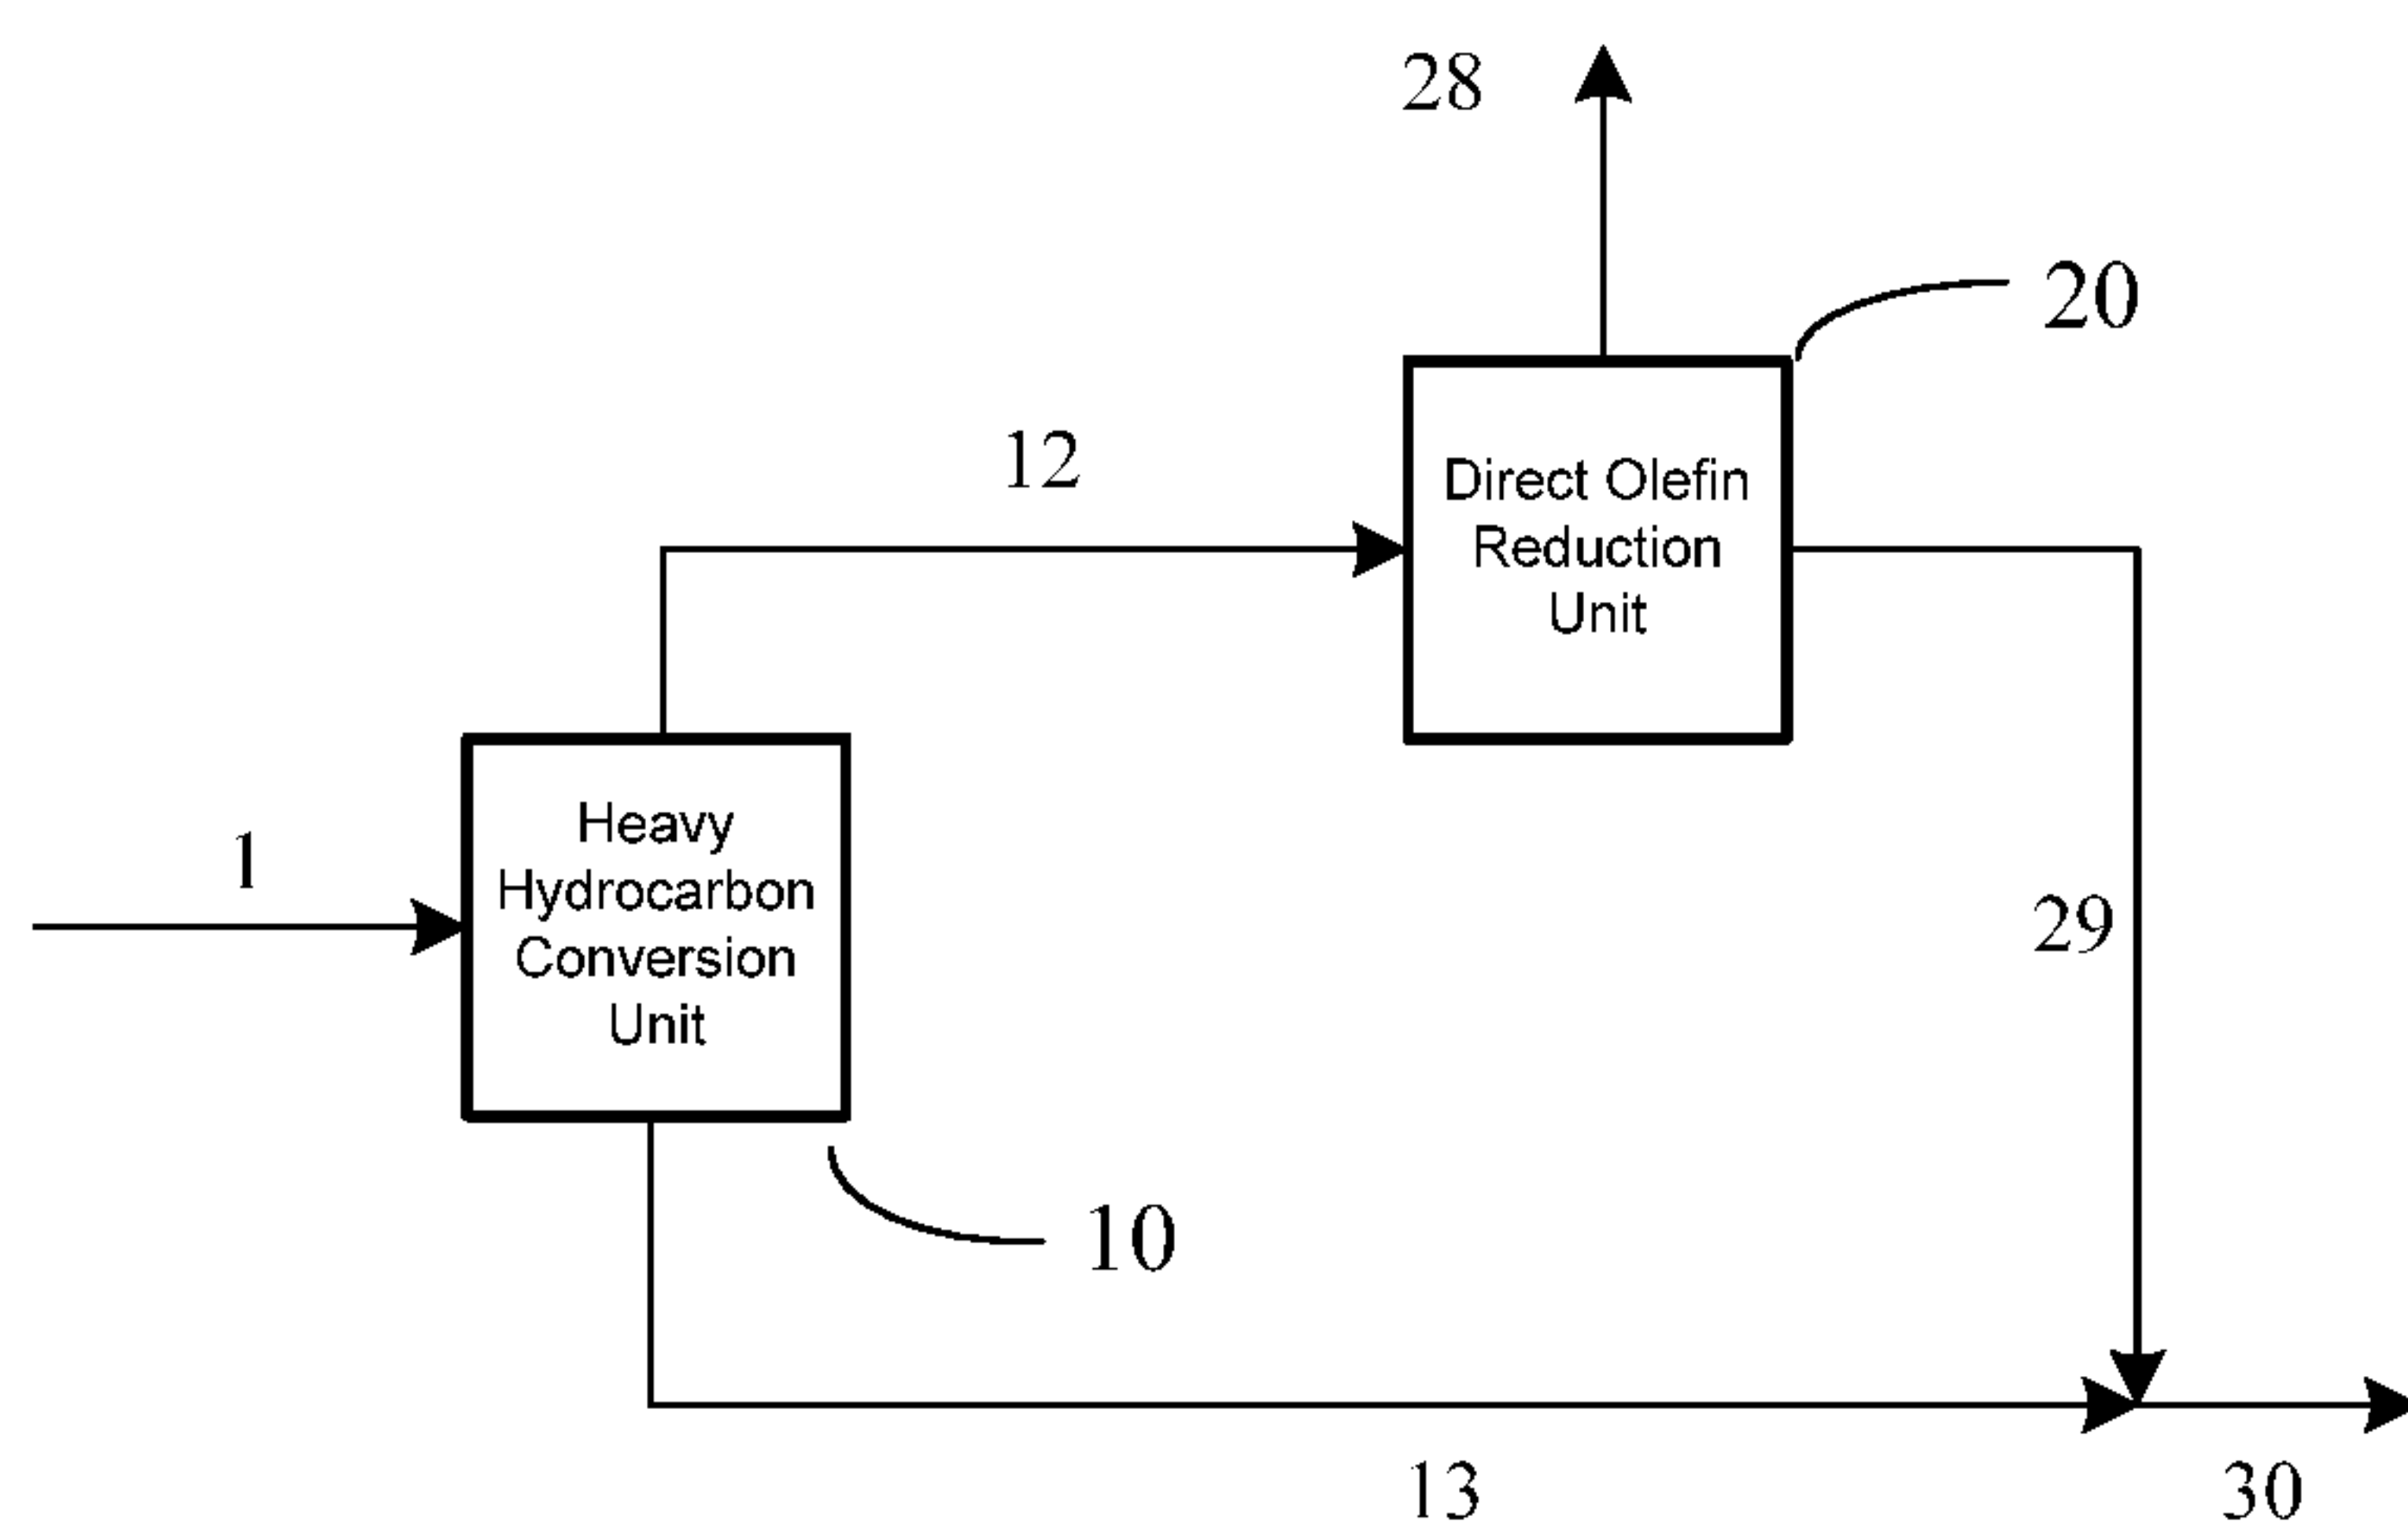 28
20
12
Direct Olefin
Reduction
Unit
1
Heavy
Hydrocarbon
Conversion
Unit
29
10
13
30